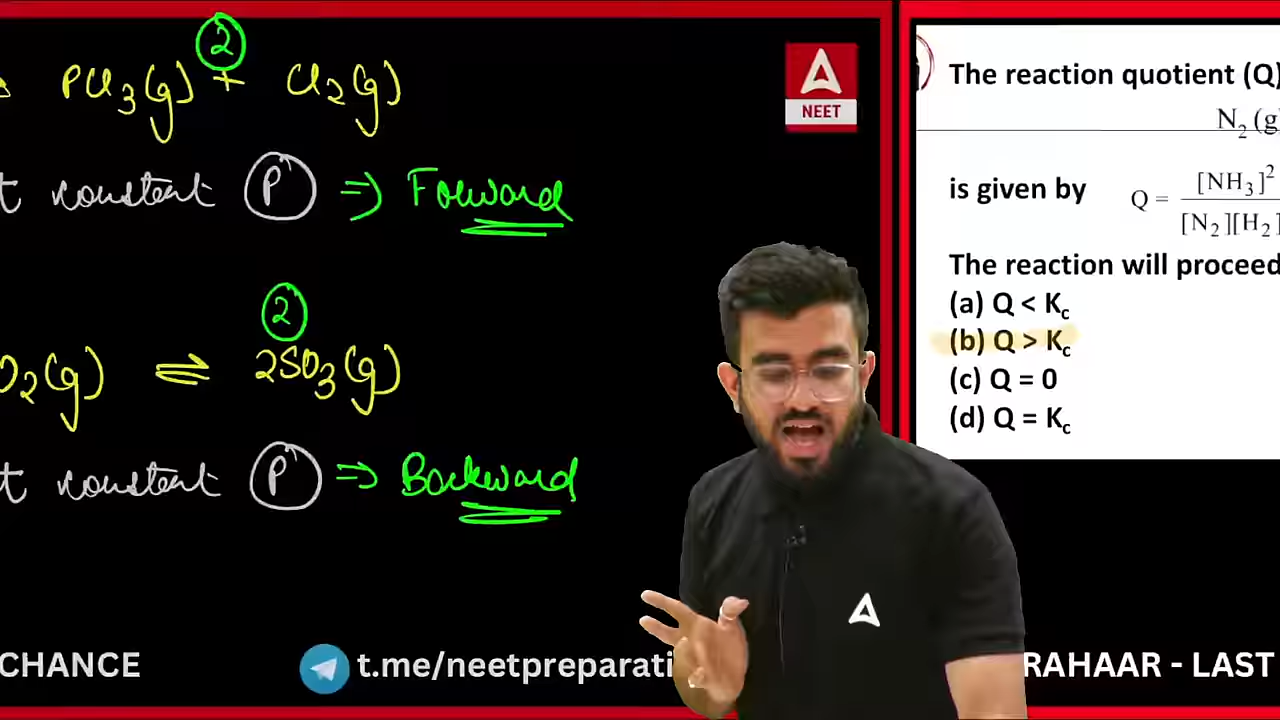 2
PCl3(g) + Cl2(g)
t constant P => Forward
2
O2(g) ⇌ 2SO3(g)
t constant P => Backward
NEET
The reaction quotient (Q)
N2 (g)
is given by Q = [NH3]^2 / [N2][H2]
The reaction will proceed
(a) Q < Kc
(b) Q > Kc
(c) Q = 0
(d) Q = Kc
CHANCE
t.me/neetpreparati
RAHAAR - LAST